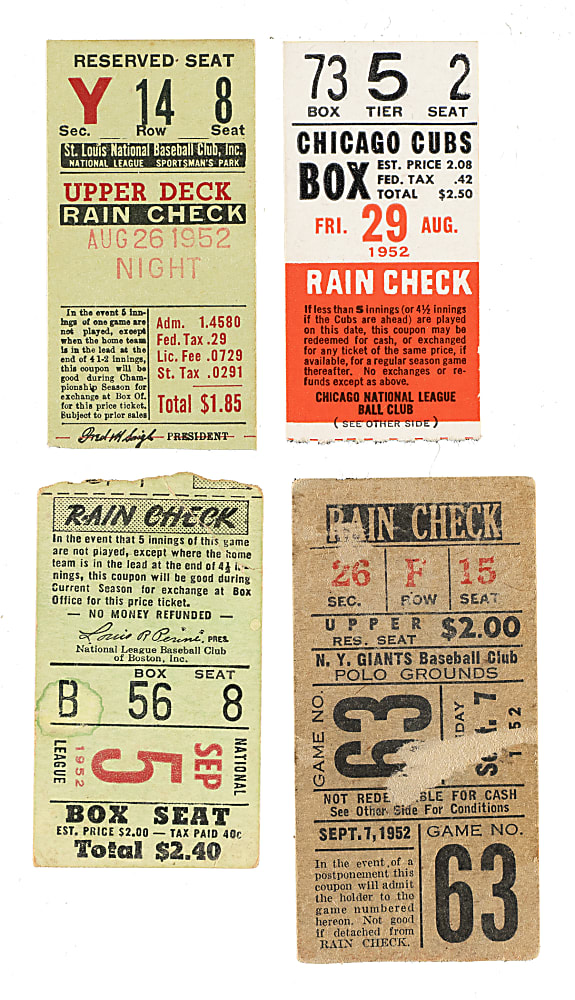 RESERVED SEAT
Y 14 8
Sec. Row Seat
St. Louis National Baseball Club, Inc.
NATIONAL LEAGUE SPORTSMAN'S PARK
UPPER DECK
RAIN CHECK
AUG 26 1952
NIGHT
In the event 5 inn-
ings of one game are
not played, except
when the home team
is in the lead at the
end of 4 1-2 innings,
this coupon will be
good during Cham-
pionship Season for
exchange at Box Of.
for this price ticket.
Subject to prior sales
Adm. 1.4580
Fed. Tax .29
Lic. Fee .0729
St. Tax .0291
Total $1.85
PRESIDENT
73 5 2
BOX TIER SEAT
CHICAGO CUBS
BOX
EST. PRICE 2.08
FED. TAX .42
TOTAL $2.50
FRI. 29 AUG.
1952
RAIN CHECK
If less than 5 innings (or 4½ innings
if the Cubs are ahead) are played
on this date, this coupon may be
redeemed for cash, or exchanged
for any ticket of the same price, if
available, for a regular season game
thereafter. No exchanges or re-
funds except as above.
CHICAGO NATIONAL LEAGUE
BALL CLUB
(SEE OTHER SIDE)
RAIN CHECK
In the event that 5 innings of this game
are not played, except where the home
team is in the lead at the end of 4½ in-
nings, this coupon will be good during
Current Season for exchange at Box
Office for this price ticket.
— NO MONEY REFUNDED —
Louis R. Perini, PRES.
National League Baseball Club
of Boston, Inc.
BOX SEAT
B 56 8
NATIONAL
SEP
5
1952
LEAGUE
BOX SEAT
EST. PRICE $2.00 — TAX PAID 40c
Total $2.40
RAIN CHECK
26 F 15
SEC. ROW SEAT
UPPER
RES. SEAT
$2.00
N. Y. GIANTS Baseball Club
POLO GROUNDS
GAME NO.
63
DAY
7
52
NOT REDE BLE FOR CASH
See Other Side For Conditions
SEPT. 7, 1952
In the event of a
postponement this
coupon will admit
the holder to the
game numbered
hereon. Not good
if detached from
RAIN CHECK.
GAME NO.
63